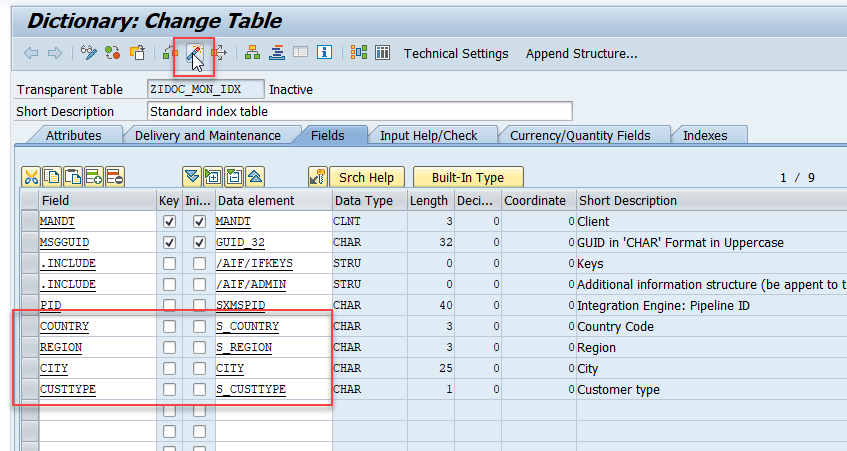 Dictionary: Change Table
Technical Settings Append Structure...
Transparent Table ZIDOC_MON_IDX Inactive
Short Description Standard index table
Attributes Delivery and Maintenance Fields Input Help/Check Currency/Quantity Fields Indexes
Srch Help Built-In Type 1 / 9
Field Key Ini... Data element Data Type Length Deci... Coordinate Short Description
MANDT MANDT CLNT 3 0 0 Client
MSGGUID GUID_32 CHAR 32 0 0 GUID in 'CHAR' Format in Uppercase
.INCLUDE /AIF/IFKEYS STRU 0 0 0 Keys
.INCLUDE /AIF/ADMIN STRU 0 0 0 Additional information structure (be appent to t
PID SXMSPID CHAR 40 0 0 Integration Engine: Pipeline ID
COUNTRY S_COUNTRY CHAR 3 0 0 Country Code
REGION S_REGION CHAR 3 0 0 Region
CITY CITY CHAR 25 0 0 City
CUSTTYPE S_CUSTTYPE CHAR 1 0 0 Customer type